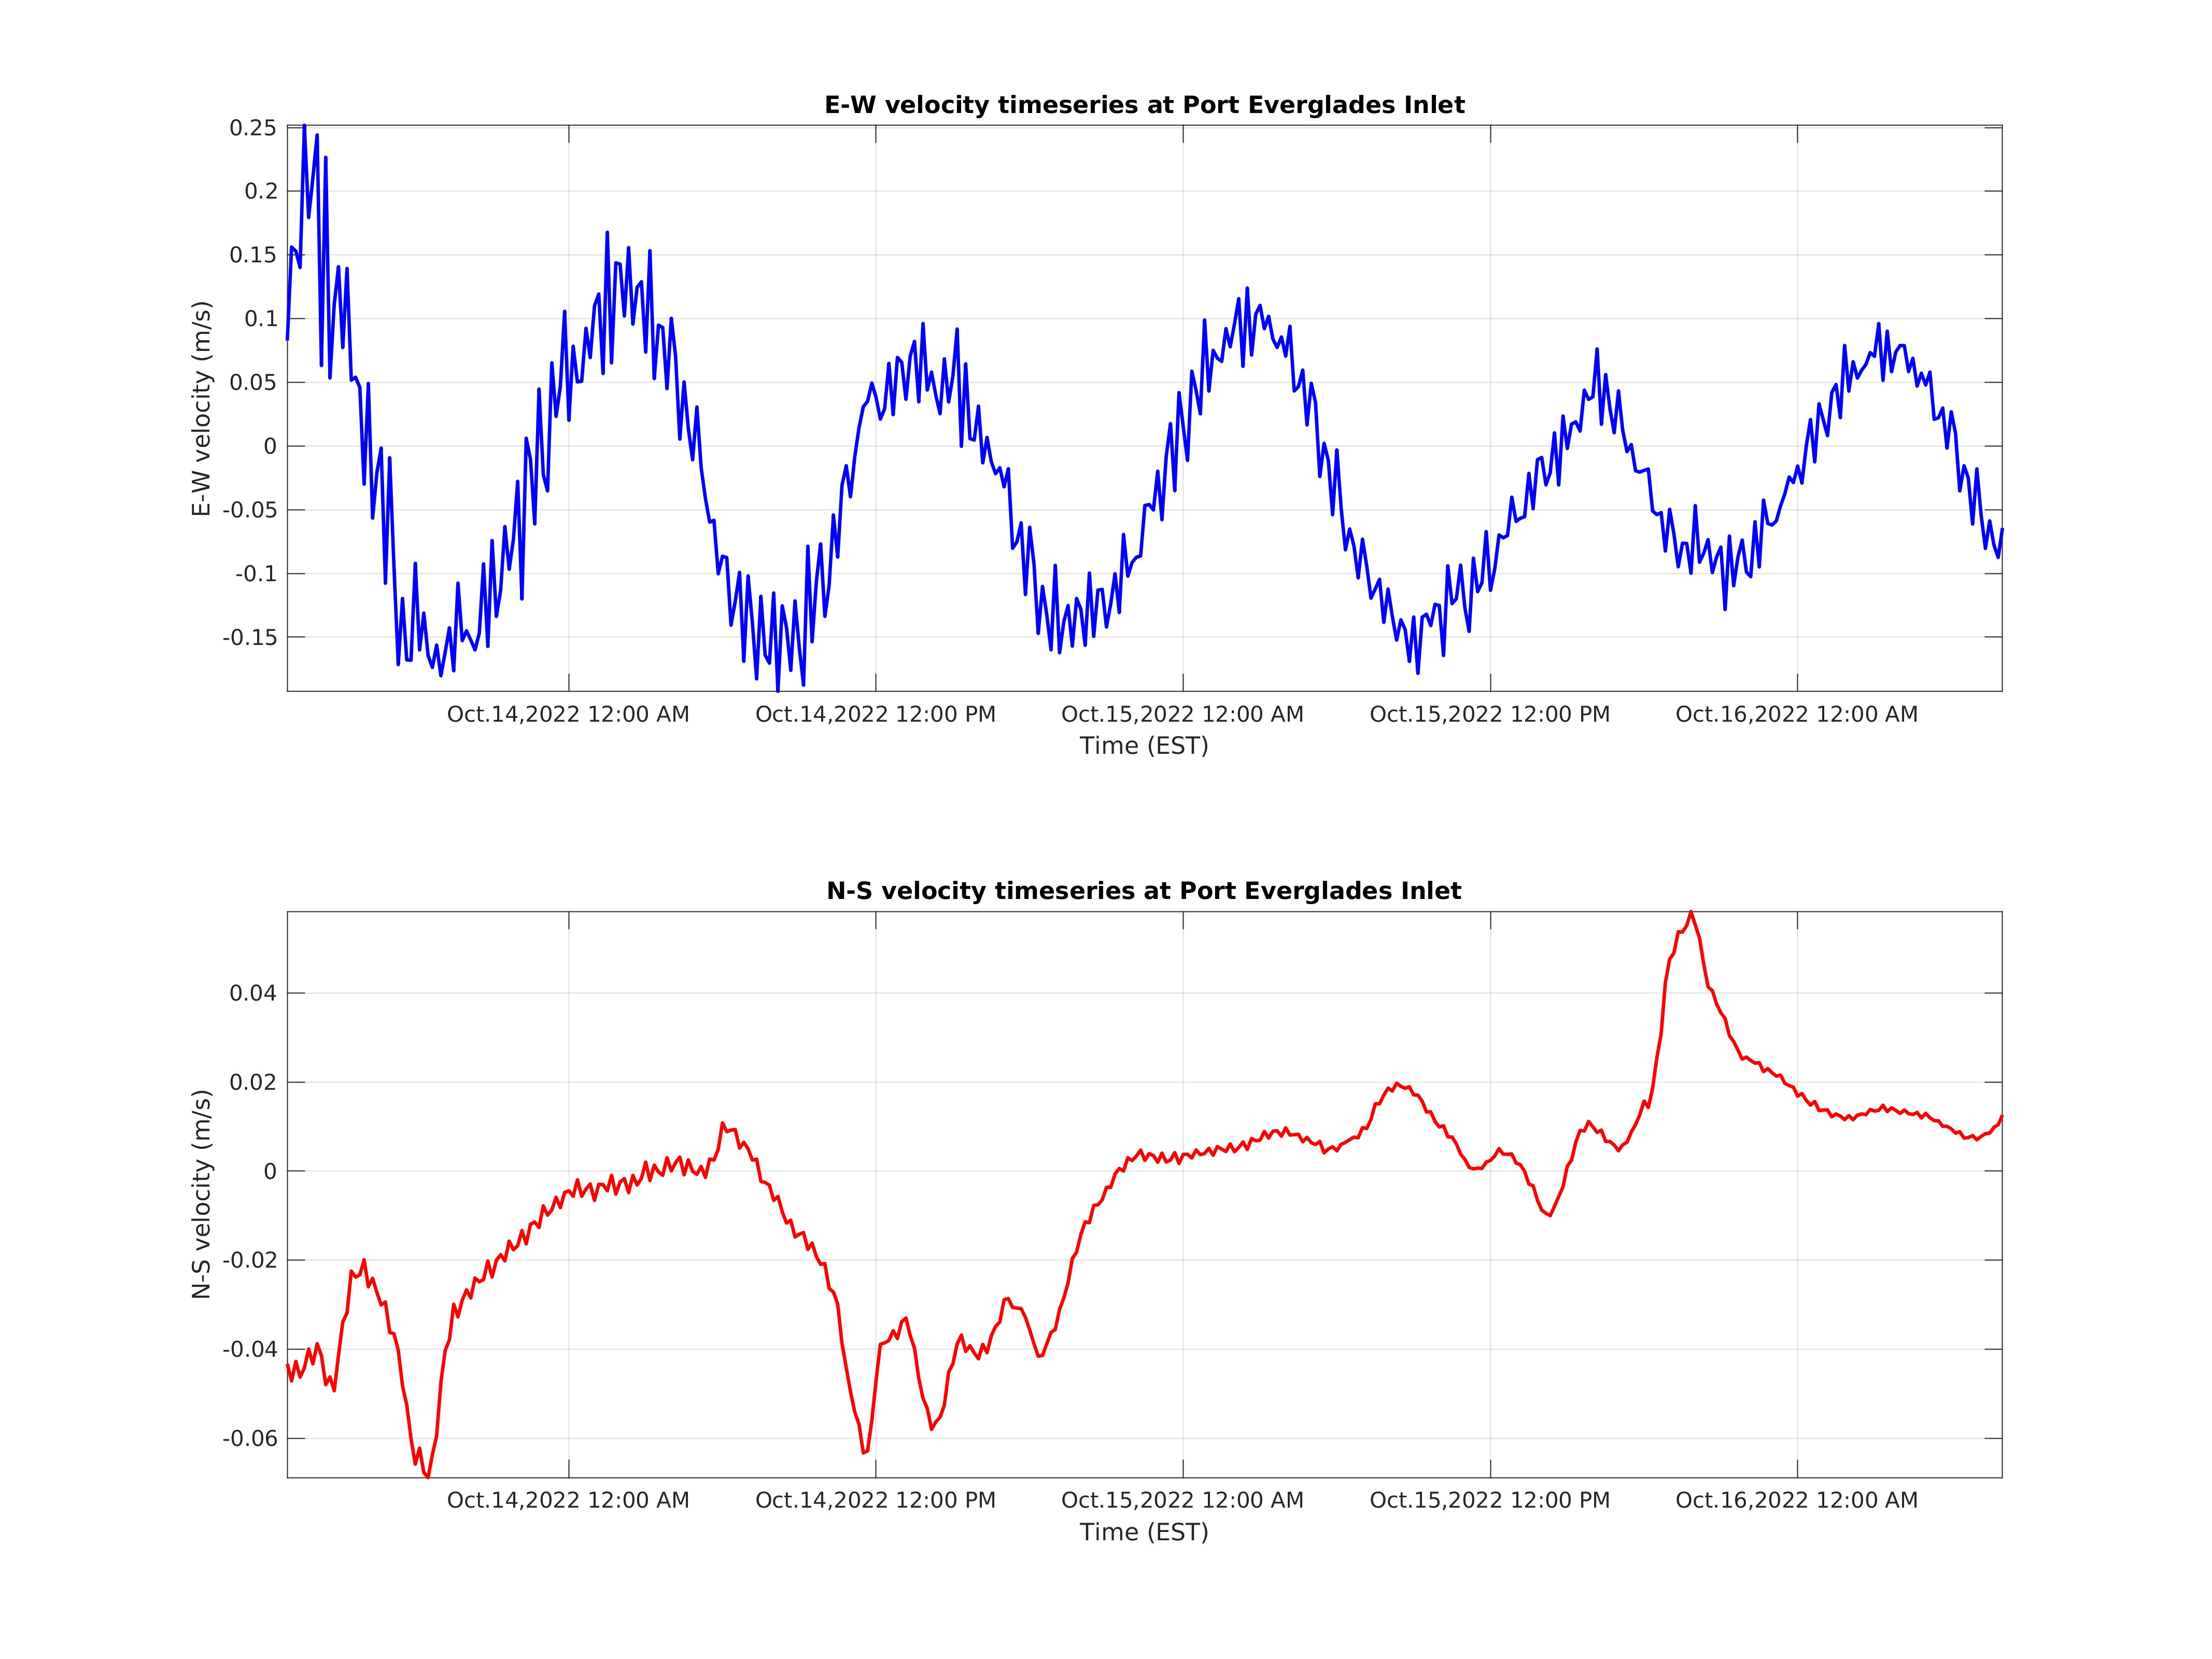 E-W velocity timeseries at Port Everglades Inlet
0.25
0.2
0.15
0.1
0.05
0
-0.05
-0.1
-0.15
E-W velocity (m/s)
Oct.14,2022 12:00 AM Oct.14,2022 12:00 PM Oct.15,2022 12:00 AM Oct.15,2022 12:00 PM Oct.16,2022 12:00 AM
Time (EST)
N-S velocity timeseries at Port Everglades Inlet
0.04
0.02
0
-0.02
-0.04
-0.06
N-S velocity (m/s)
Oct.14,2022 12:00 AM Oct.14,2022 12:00 PM Oct.15,2022 12:00 AM Oct.15,2022 12:00 PM Oct.16,2022 12:00 AM
Time (EST)